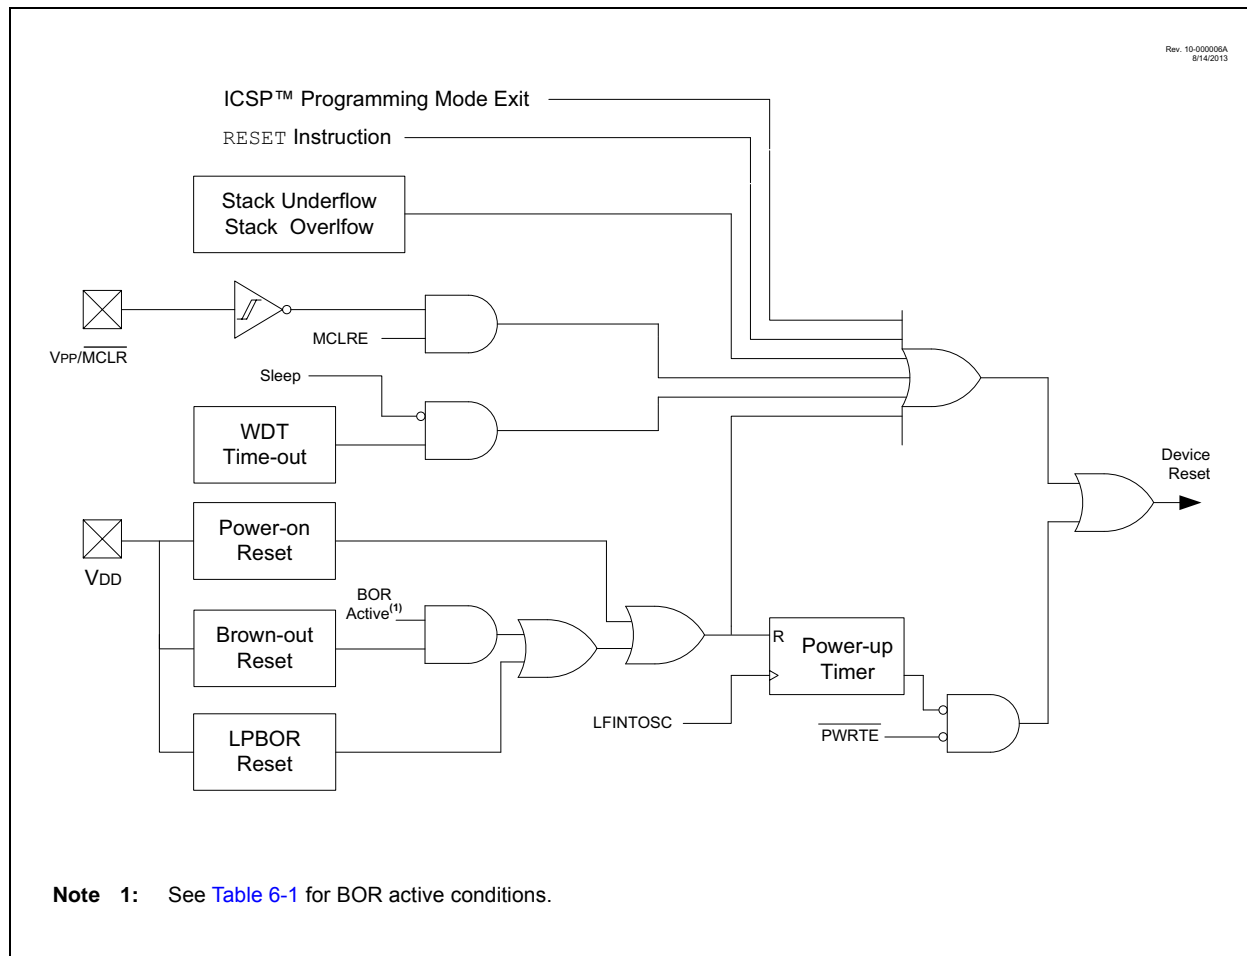 Rev. 10-000006A
8/14/2013
ICSP™ Programming Mode Exit
RESET Instruction
Stack Underflow
Stack Overlfow
VPP/MCLR
MCLRE
Sleep
WDT
Time-out
Device
Reset
VDD
Power-on
Reset
BOR
Active(1)
Brown-out
Reset
R
Power-up
Timer
LFINTOSC
PWRTE
LPBOR
Reset
Note 1: See Table 6-1 for BOR active conditions.